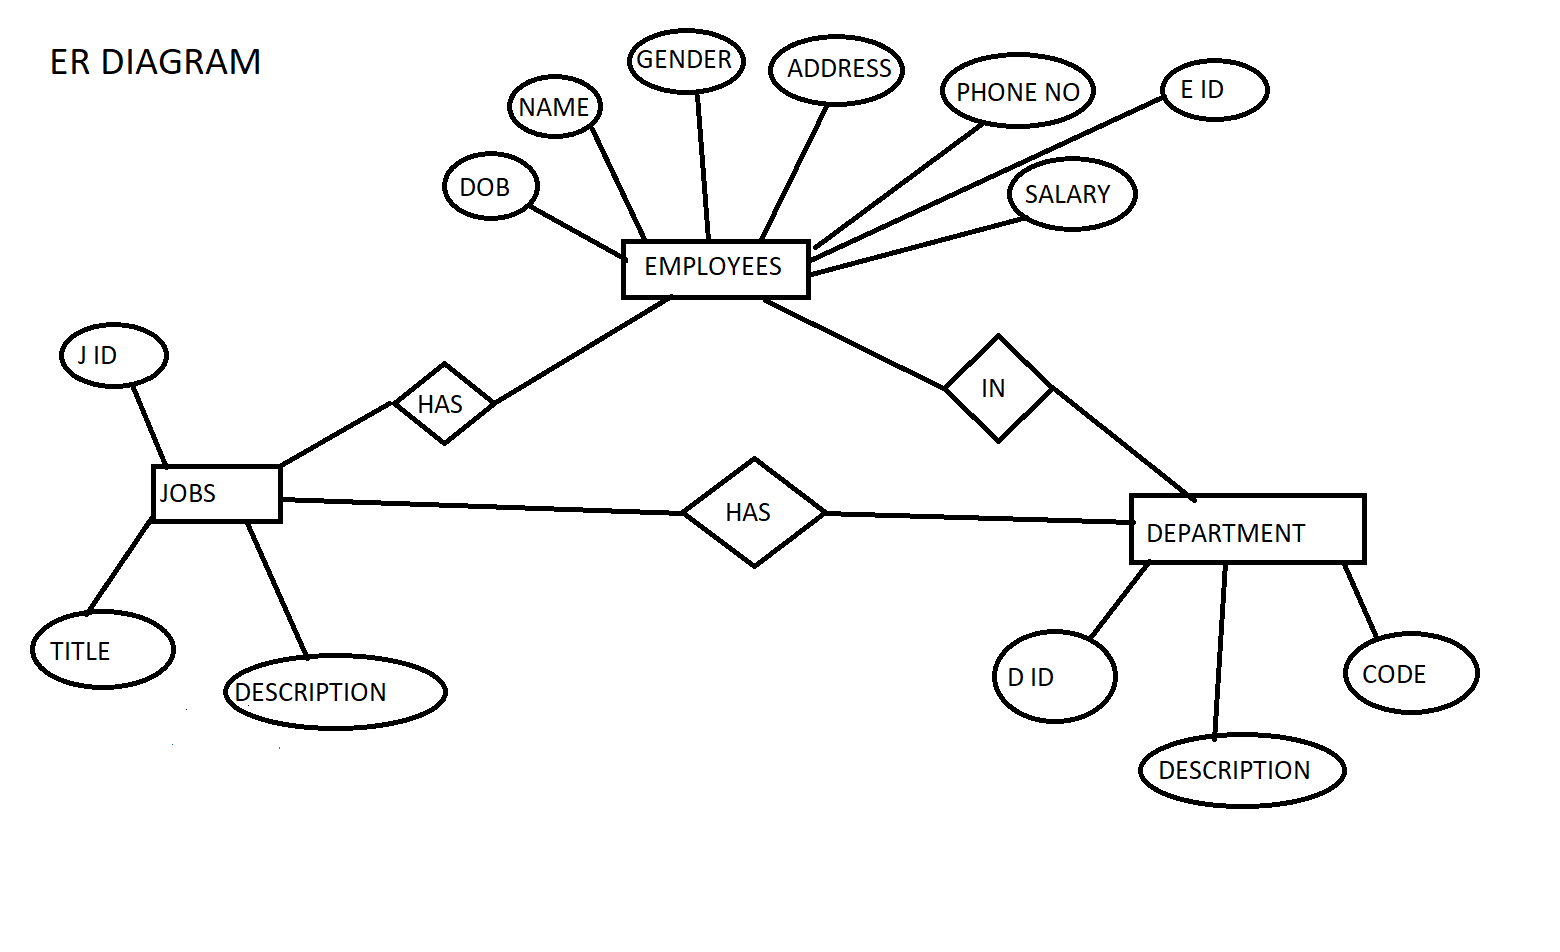 ER DIAGRAM
GENDER
ADDRESS
NAME
PHONE NO
E ID
DOB
SALARY
EMPLOYEES
J ID
HAS
IN
JOBS
HAS
DEPARTMENT
TITLE
DESCRIPTION
D ID
CODE
DESCRIPTION